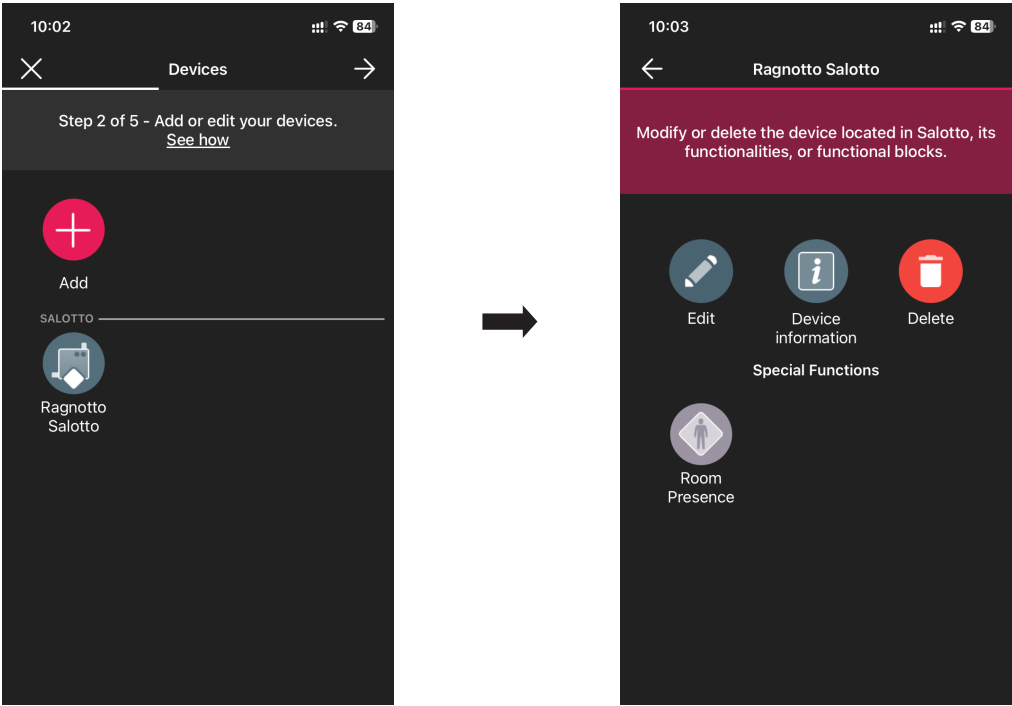 10:02
84
Devices
Step 2 of 5 - Add or edit your devices.
See how
Add
SALOTTO
Ragnotto
Salotto
10:03
84
Ragnotto Salotto
Modify or delete the device located in Salotto, its
functionalities, or functional blocks.
i
Edit
Device
information
Delete
Special Functions
Room
Presence